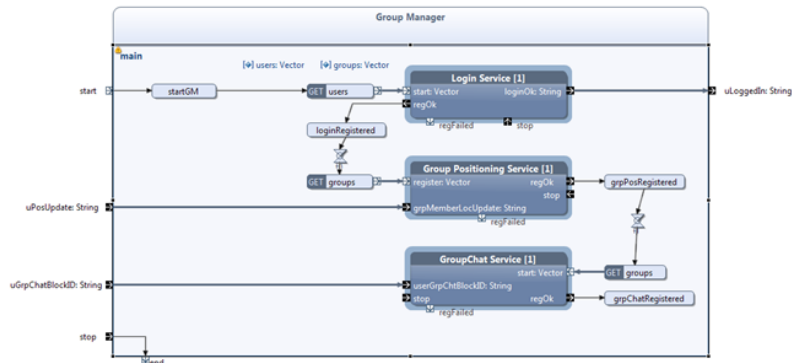 Group Manager
main
users: Vector
groups: Vector
start
startGM
GET users
Login Service [1]
start: Vector
loginOk: String
regOk
regFailed
stop
uLoggedIn: String
loginRegistered
GET groups
Group Positioning Service [1]
register: Vector
regOk
stop
grpMemberLocUpdate: String
regFailed
grpPosRegistered
uPosUpdate: String
GroupChat Service [1]
start: Vector
GET groups
uGrpChatBlockID: String
userGrpChtBlockID: String
stop
regOk
regFailed
grpChatRegistered
stop